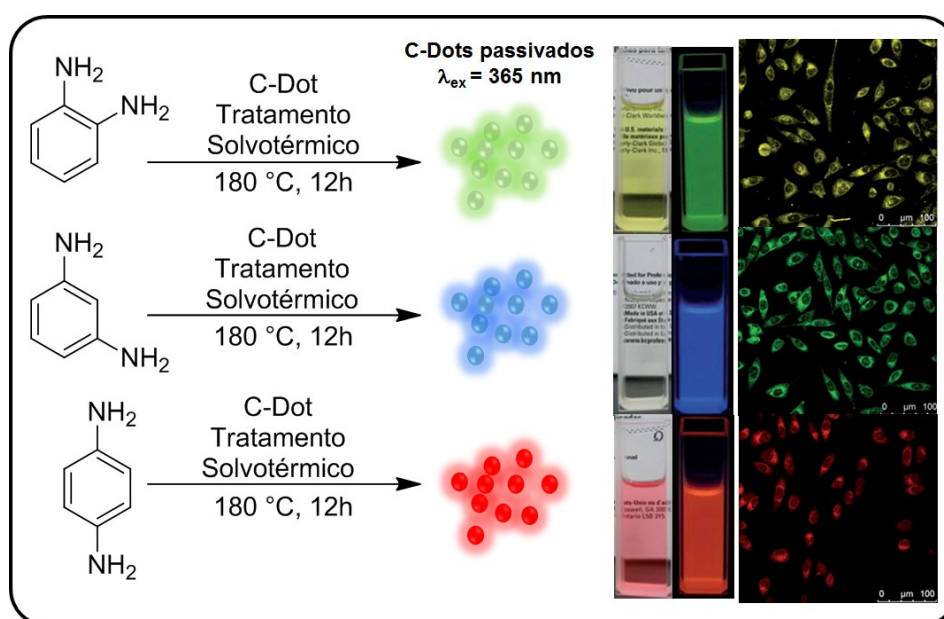 C-Dots passivados
λex = 365 nm
NH2
NH2
C-Dot
Tratamento
Solvotérmico
180 °C, 12h
0 µm 100
NH2
NH2
C-Dot
Tratamento
Solvotérmico
180 °C, 12h
0 µm 100
NH2
NH2
C-Dot
Tratamento
Solvotérmico
180 °C, 12h
0 µm 100